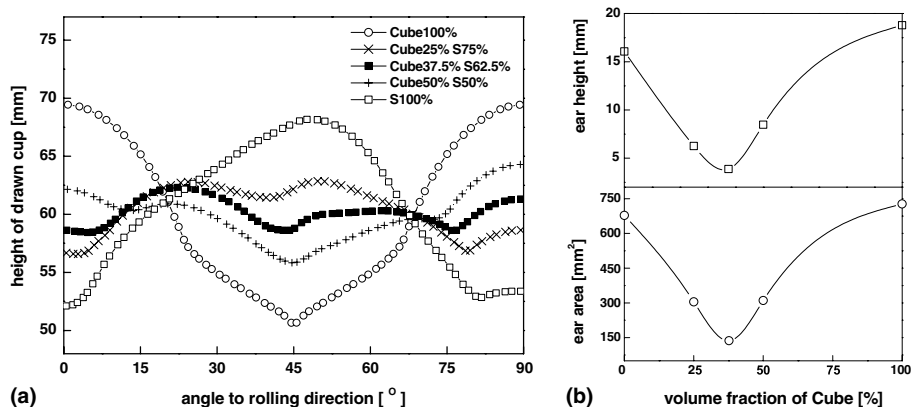 75
70
65
60
55
50
height of drawn cup [mm]
Cube100%
Cube25% S75%
Cube37.5% S62.5%
Cube50% S50%
S100%
0
15
30
45
60
75
90
angle to rolling direction [ ° ]
(a)
20
15
10
5
ear height [mm]
750
600
450
300
150
ear area [mm²]
0
25
50
75
100
volume fraction of Cube [%]
(b)